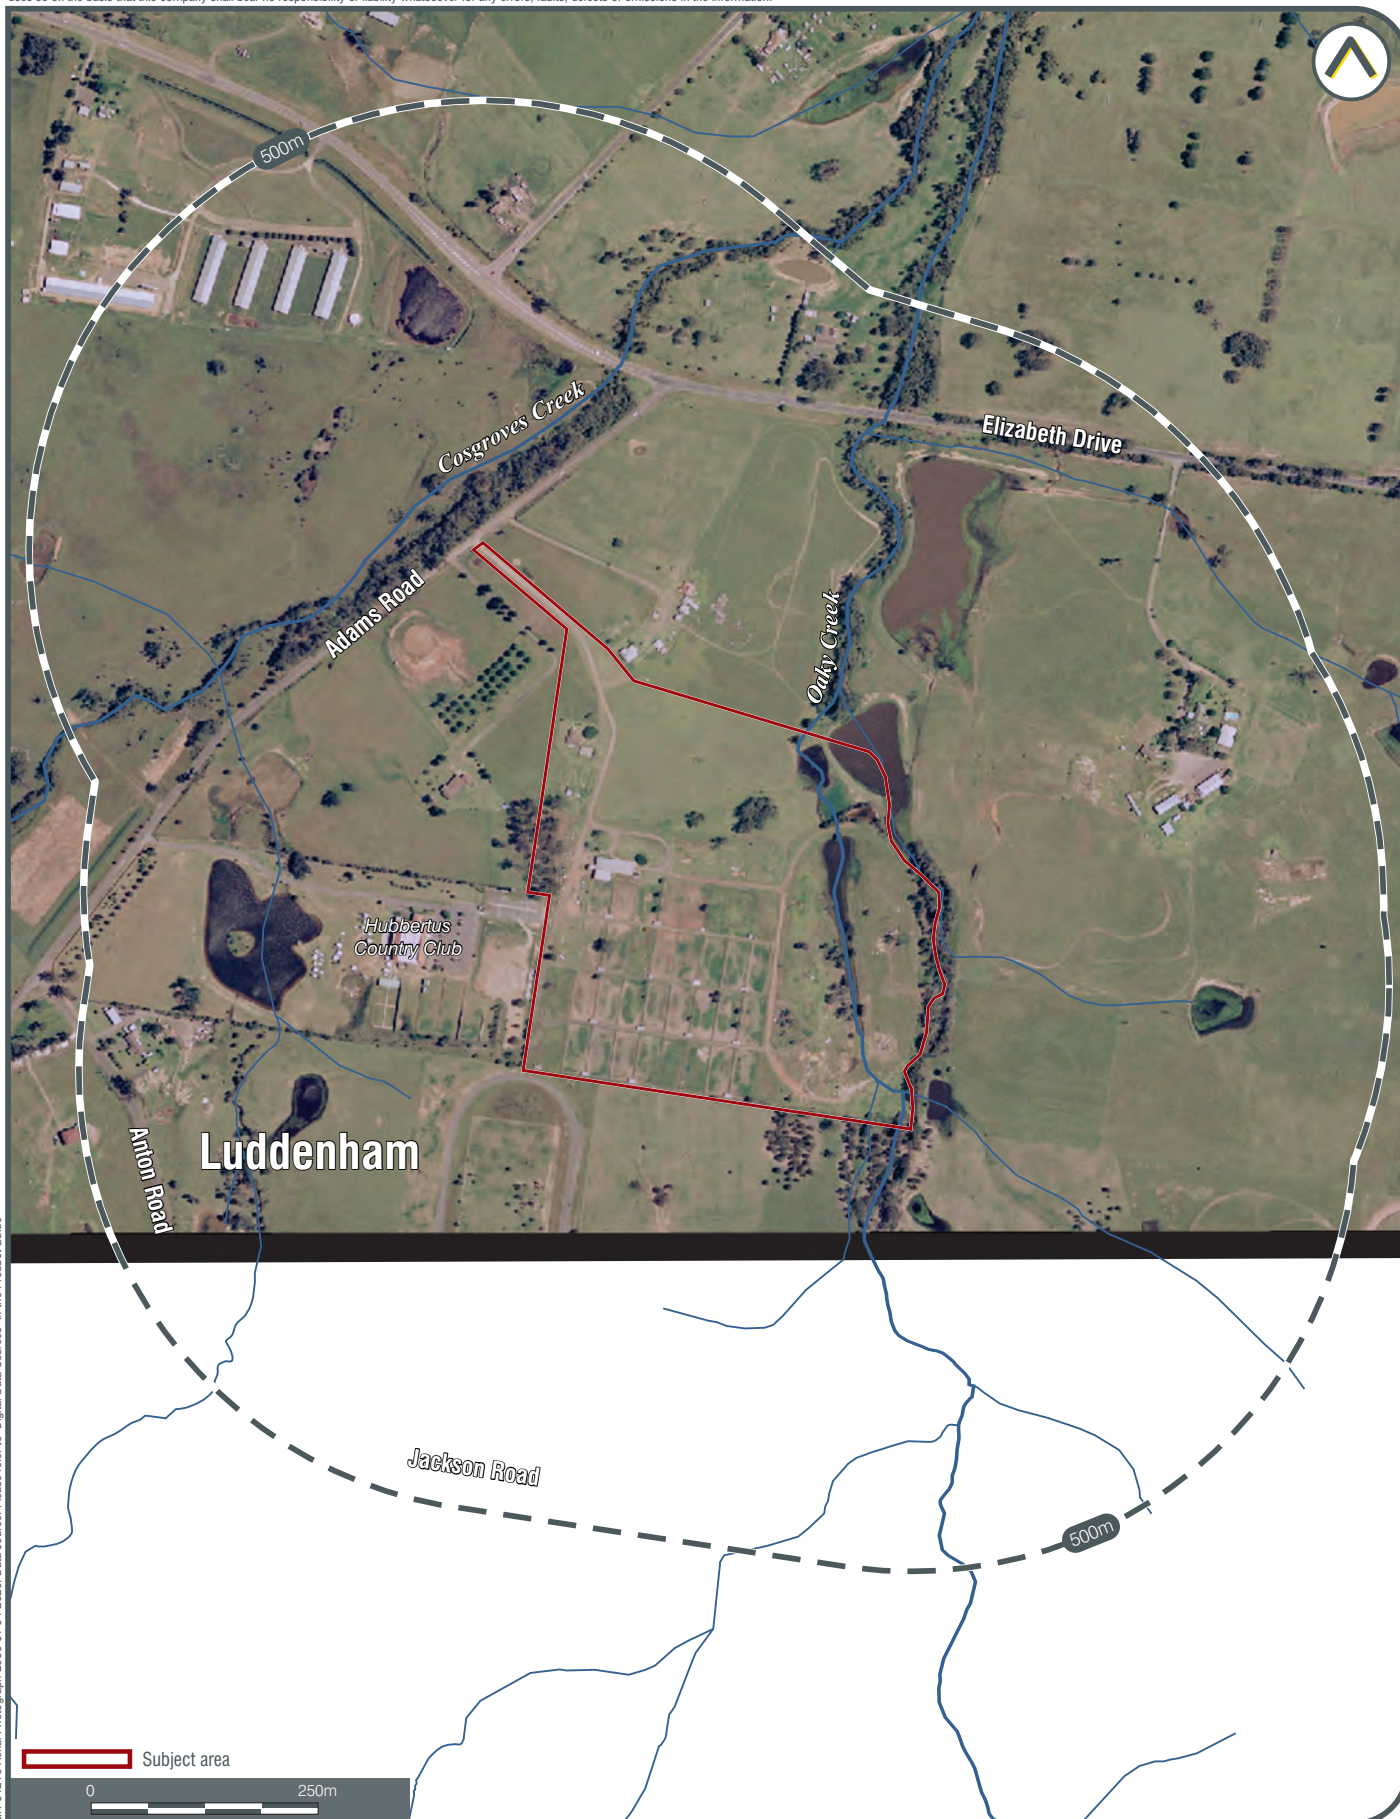 500m
Cosgroves Creek
Elizabeth Drive
Adams Road
Oaky Creek
Hubbertus
Country Club
Luddenham
Anton Road
Jackson Road
500m
Subject area
0 250m